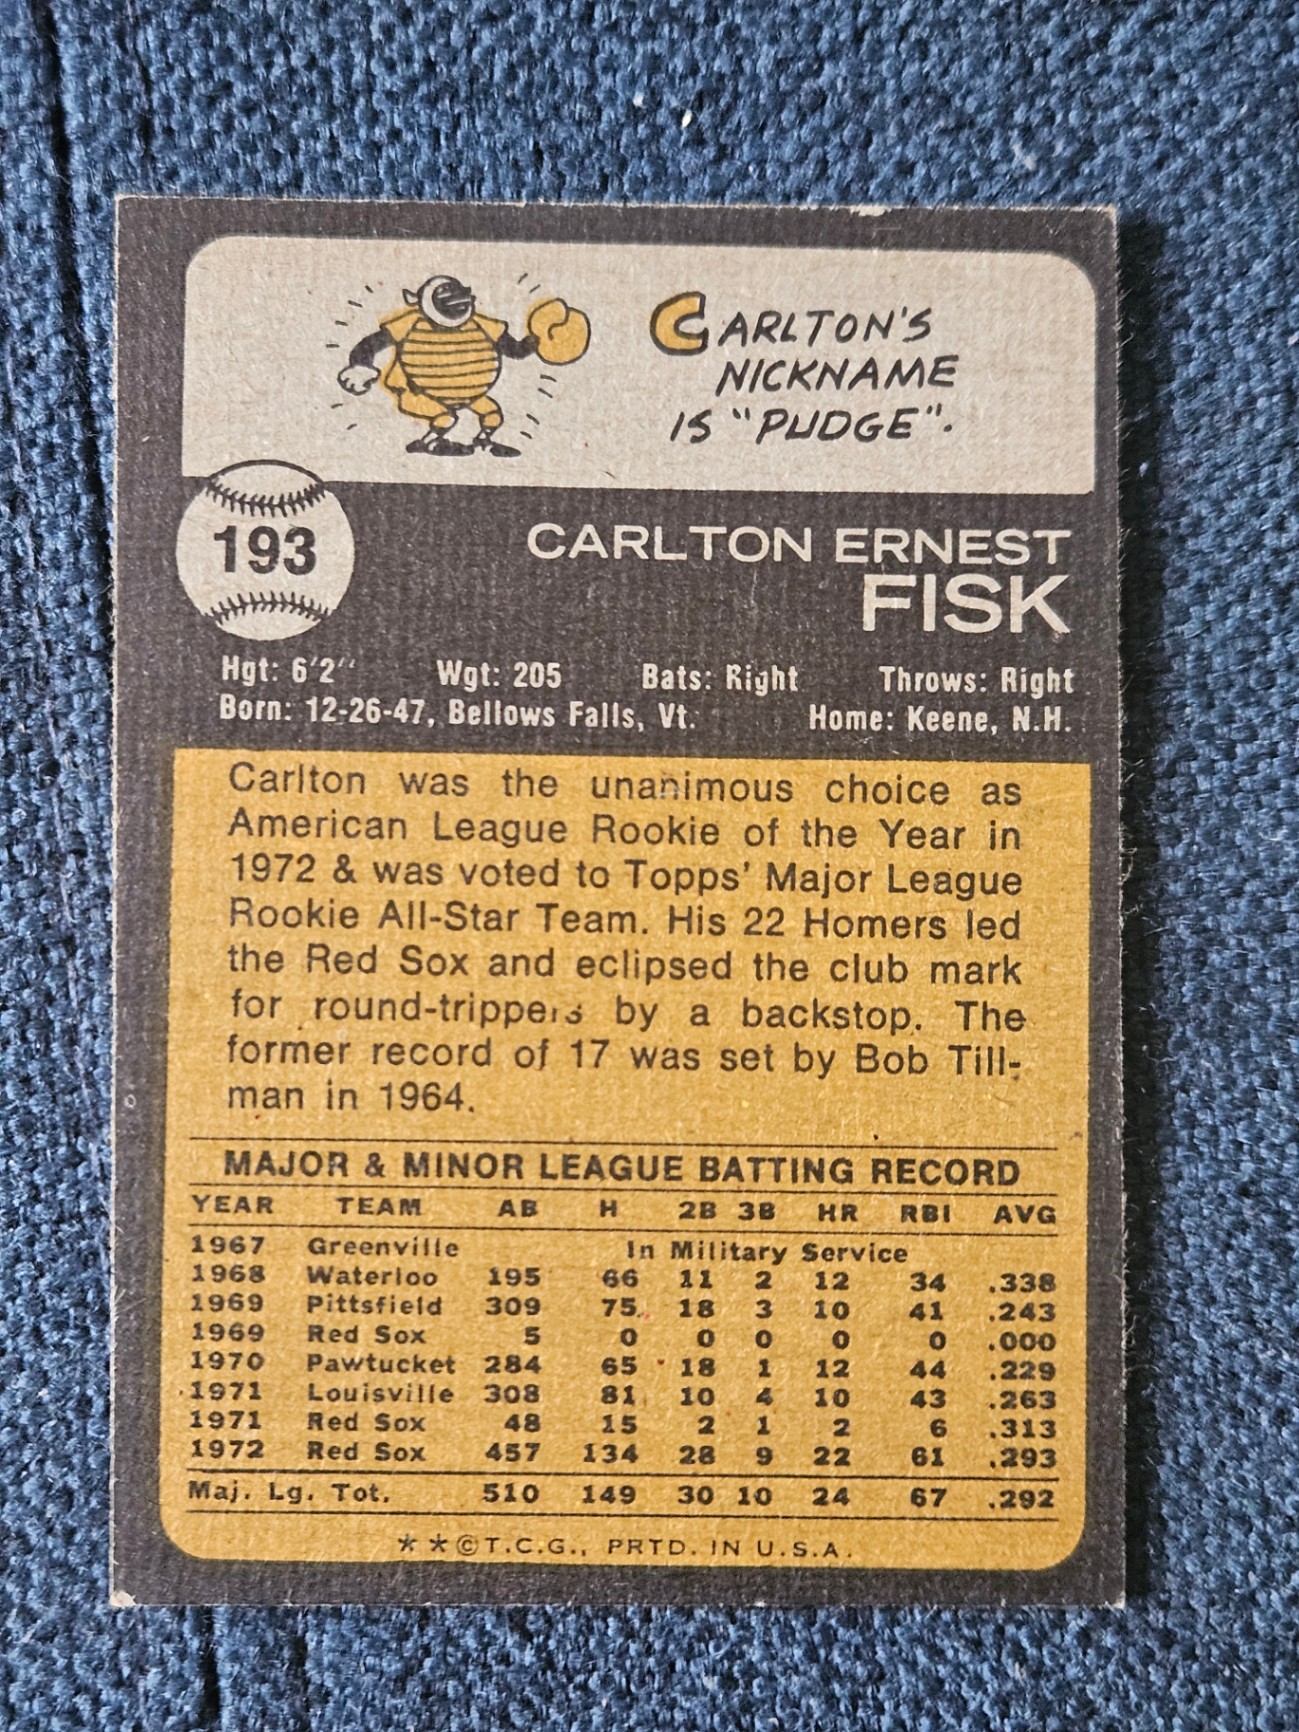 CARLTON'S
NICKNAME
IS "PUDGE".
193
CARLTON ERNEST
FISK
Hgt: 6'2" Wgt: 205 Bats: Right Throws: Right
Born: 12-26-47, Bellows Falls, Vt. Home: Keene, N.H.
Carlton was the unanimous choice as
American League Rookie of the Year in
1972 & was voted to Topps' Major League
Rookie All-Star Team. His 22 Homers led
the Red Sox and eclipsed the club mark
for round-trippers by a backstop. The
former record of 17 was set by Bob Till-
man in 1964.
MAJOR & MINOR LEAGUE BATTING RECORD
YEAR TEAM AB H 2B 3B HR RBI AVG
1967 Greenville In Military Service
1968 Waterloo 195 66 11 2 12 34 .338
1969 Pittsfield 309 75 18 3 10 41 .243
1969 Red Sox 5 0 0 0 0 0 .000
1970 Pawtucket 284 65 18 1 12 44 .229
1971 Louisville 308 81 10 4 10 43 .263
1971 Red Sox 48 15 2 1 2 6 .313
1972 Red Sox 457 134 28 9 22 61 .293
Maj. Lg. Tot. 510 149 30 10 24 67 .292
**©T.C.G., PRTD. IN U.S.A.